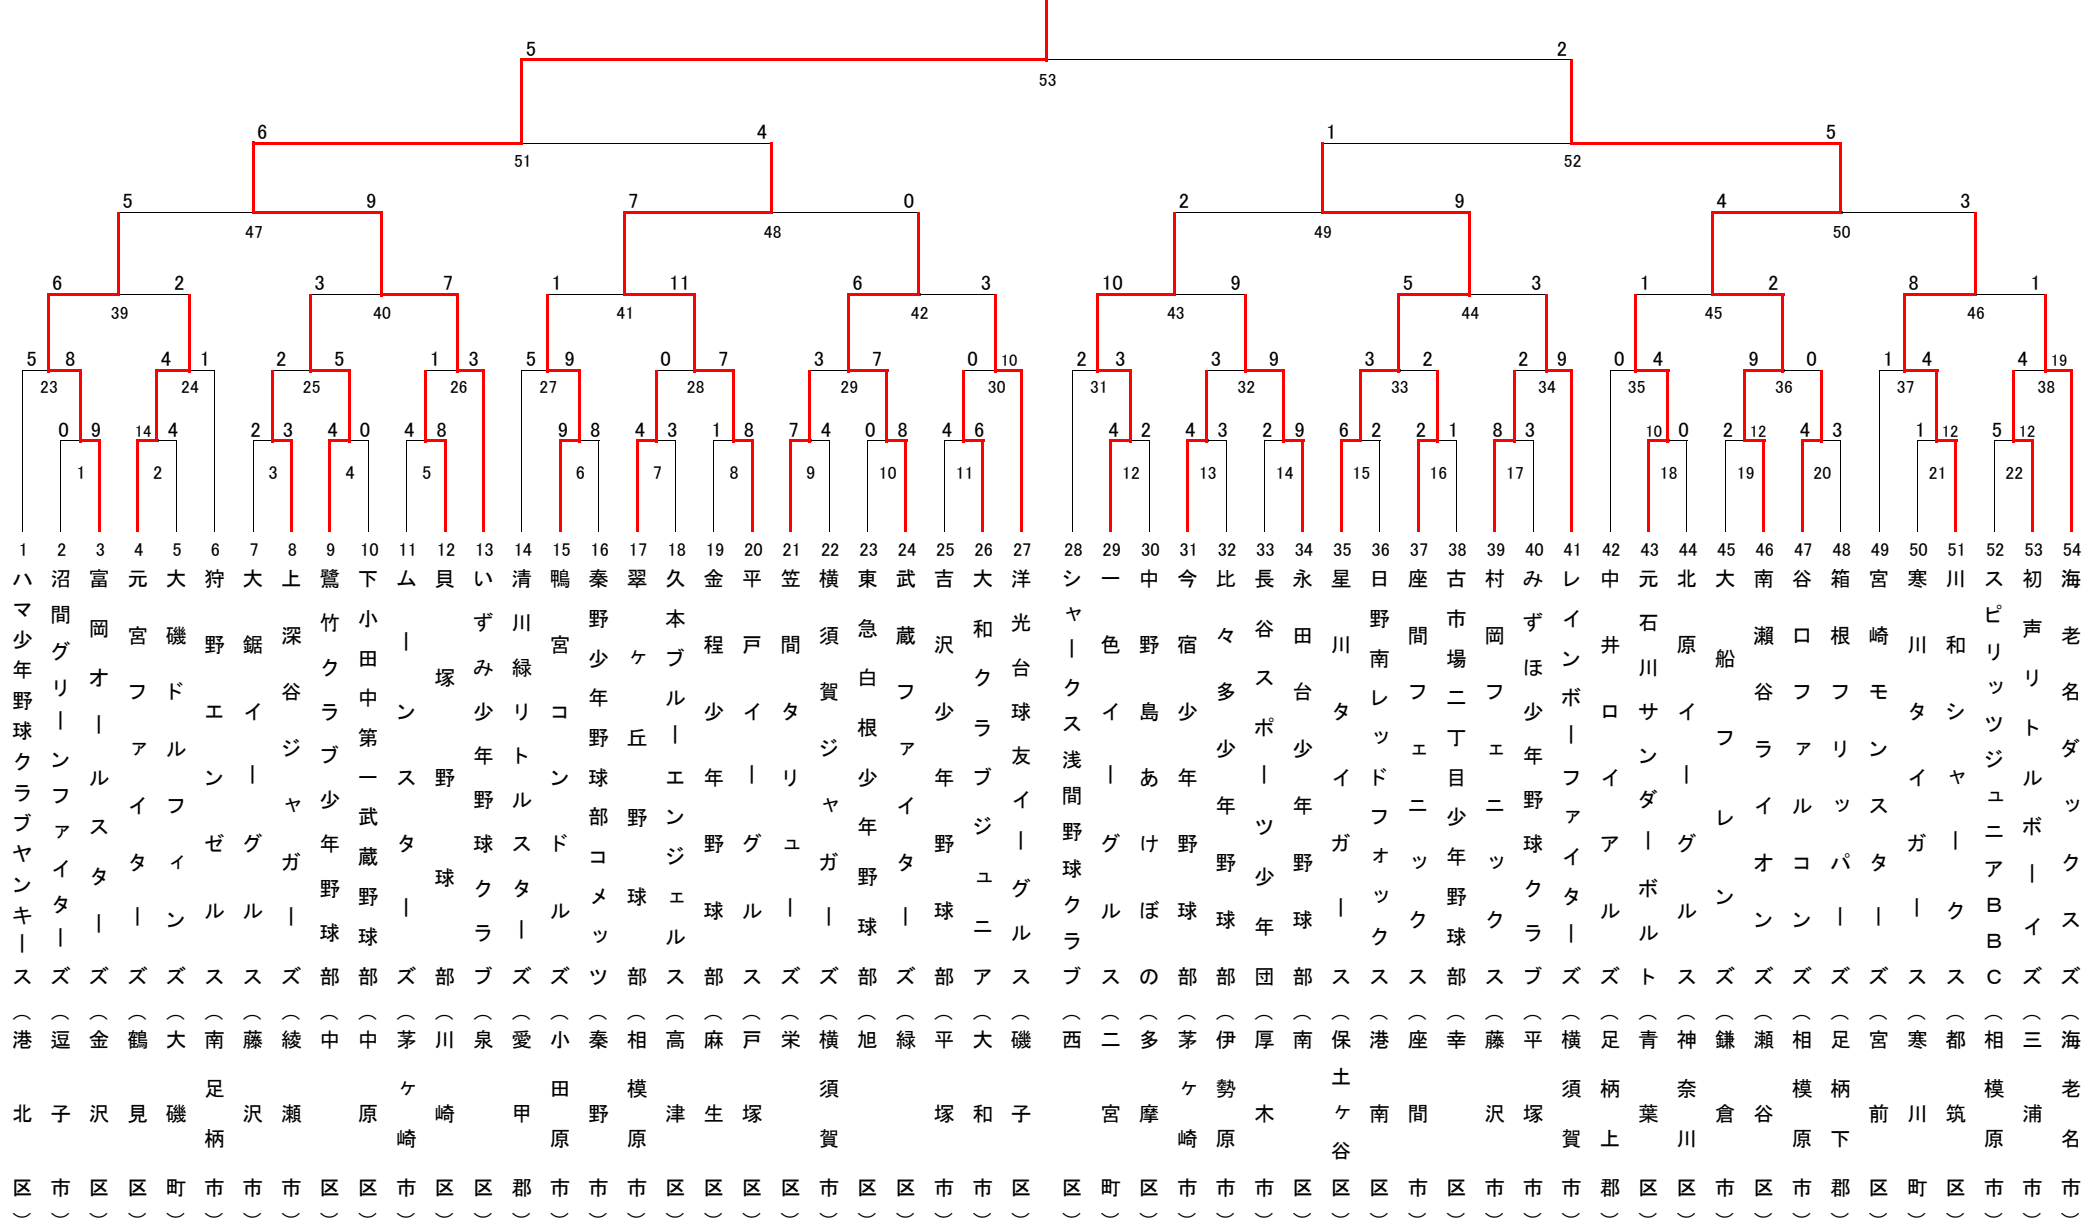 5 2
53
6 4 1 5
51 52
5 9 7 0 2 9 4 3
47 48 49 50
6 2 3 7 1 11 6 3 10 9 5 3 1 2 8 1
39 40 41 42 43 44 45 46
5 8 4 1 2 5 1 3 5 9 0 7 3 7 0 10 2 3 3 9 3 2 2 9 0 4 9 0 1 4 4 19
23 24 25 26 27 28 29 30 31 32 33 34 35 36 37 38
0 9 14 4 2 3 4 0 4 8 9 8 4 3 1 8 7 4 0 8 4 6 4 2 4 3 2 9 6 2 2 1 8 3 10 0 2 12 4 3 1 12 5 12
1 2 3 4 5 6 7 8 9 10 11 12 13 14 15 16 17 18 19 20 21 22
1 ハマ少年野球クラブヤンキース（港北区）
2 沼間グリーンファイターズ（逗子市）
3 富岡オールスターズ（金沢区）
4 元宮ファイターズ（鶴見区）
5 大磯ドルフィンズ（大磯町）
6 狩野エンゼルス（南足柄市）
7 大鋸イーグルス（藤沢市）
8 上深谷ジャガーズ（綾瀬市）
9 鷺竹クラブ少年野球部（中区）
10 下小田中第一武蔵野球部（中原区）
11 ムーンスターズ（茅ヶ崎市）
12 貝塚野球部（川崎区）
13 いずみ少年野球クラブ（泉区）
14 清川緑リトルスターズ（愛甲郡）
15 鴨宮コンドルズ（小田原市）
16 秦野少年野球部コメッツ（秦野市）
17 翠ヶ丘野球部（相模原市）
18 久本ブルーエンジェルス（高津区）
19 金程少年野球部（麻生区）
20 平戸イーグルス（戸塚区）
21 笠間タリューズ（栄区）
22 横須賀ジャガーズ（横須賀市）
23 東急白根少年野球部（旭区）
24 武蔵ファイターズ（緑区）
25 吉沢少年野球部（平塚市）
26 大和クラブジュニア（大和市）
27 洋光台球友イーグルス（磯子区）
28 シャークス浅間野球クラブ（西区）
29 一色イーグルス（二宮町）
30 中野島あけぼの（多摩区）
31 今宿少年野球部（茅ヶ崎市）
32 比々多少年野球部（伊勢原市）
33 長谷スポーツ少年団（厚木市）
34 永田台少年野球部（南区）
35 星川タイガース（保土ヶ谷区）
36 日野南レッドフォックス（港南区）
37 座間フェニックス（座間市）
38 古市場二丁目少年野球部（幸区）
39 村岡フェニックス（藤沢市）
40 みずほ少年野球クラブ（平塚市）
41 レインボーファイターズ（横須賀市）
42 中井ロイアルズ（足柄上郡）
43 元石川サンダーボルト（青葉区）
44 北原イーグルス（神奈川区）
45 大船フレンズ（鎌倉市）
46 南瀬谷ライオンズ（瀬谷区）
47 谷口ファルコンズ（相模原市）
48 箱根フリッパーズ（足柄下郡）
49 宮崎モンスターズ（宮前区）
50 寒川タイガース（寒川町）
51 川和シャークス（都筑区）
52 スピリッツジュニアＢＢＣ（相模原市）
53 初声リトルボーイズ（三浦市）
54 海老名ダックスズ（海老名市）